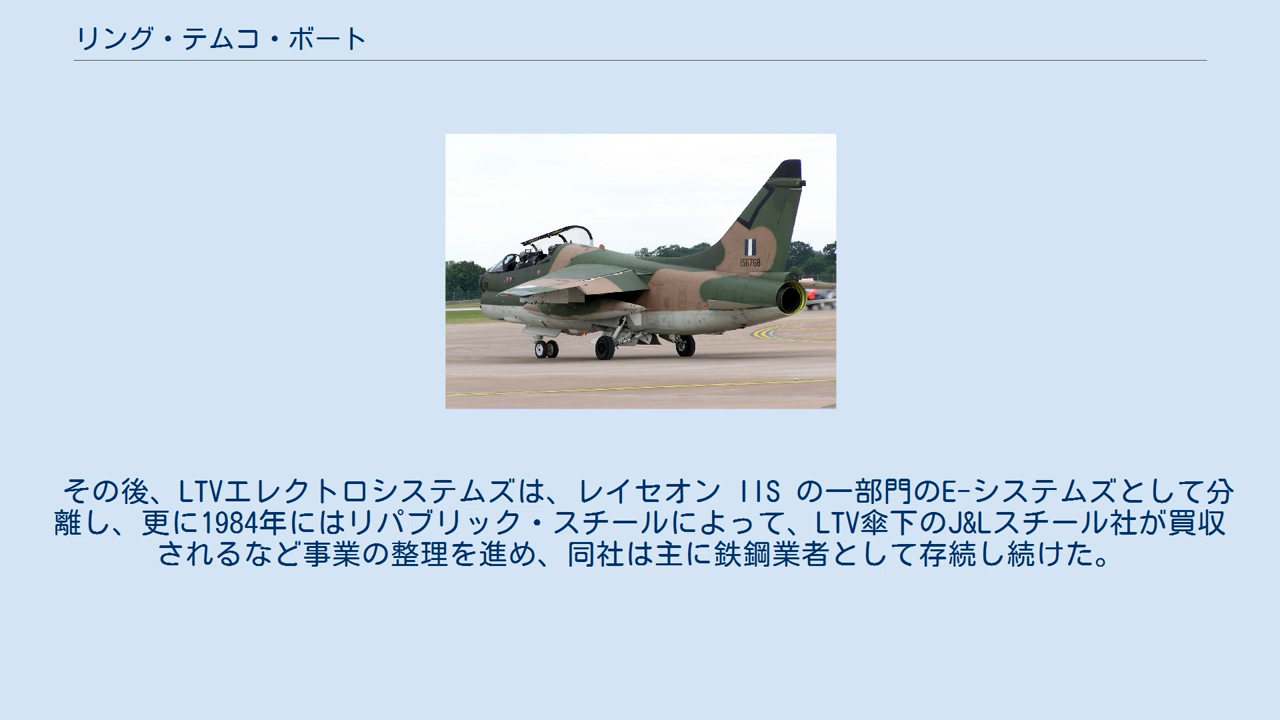 リング・テムコ・ボート
156768
その後、LTVエレクトロシステムズは、レイセオン IIS の一部門のE-システムズとして分
離し、更に1984年にはリパブリック・スチールによって、LTV傘下のJ&Lスチール社が買収
されるなど事業の整理を進め、同社は主に鉄鋼業者として存続し続けた。